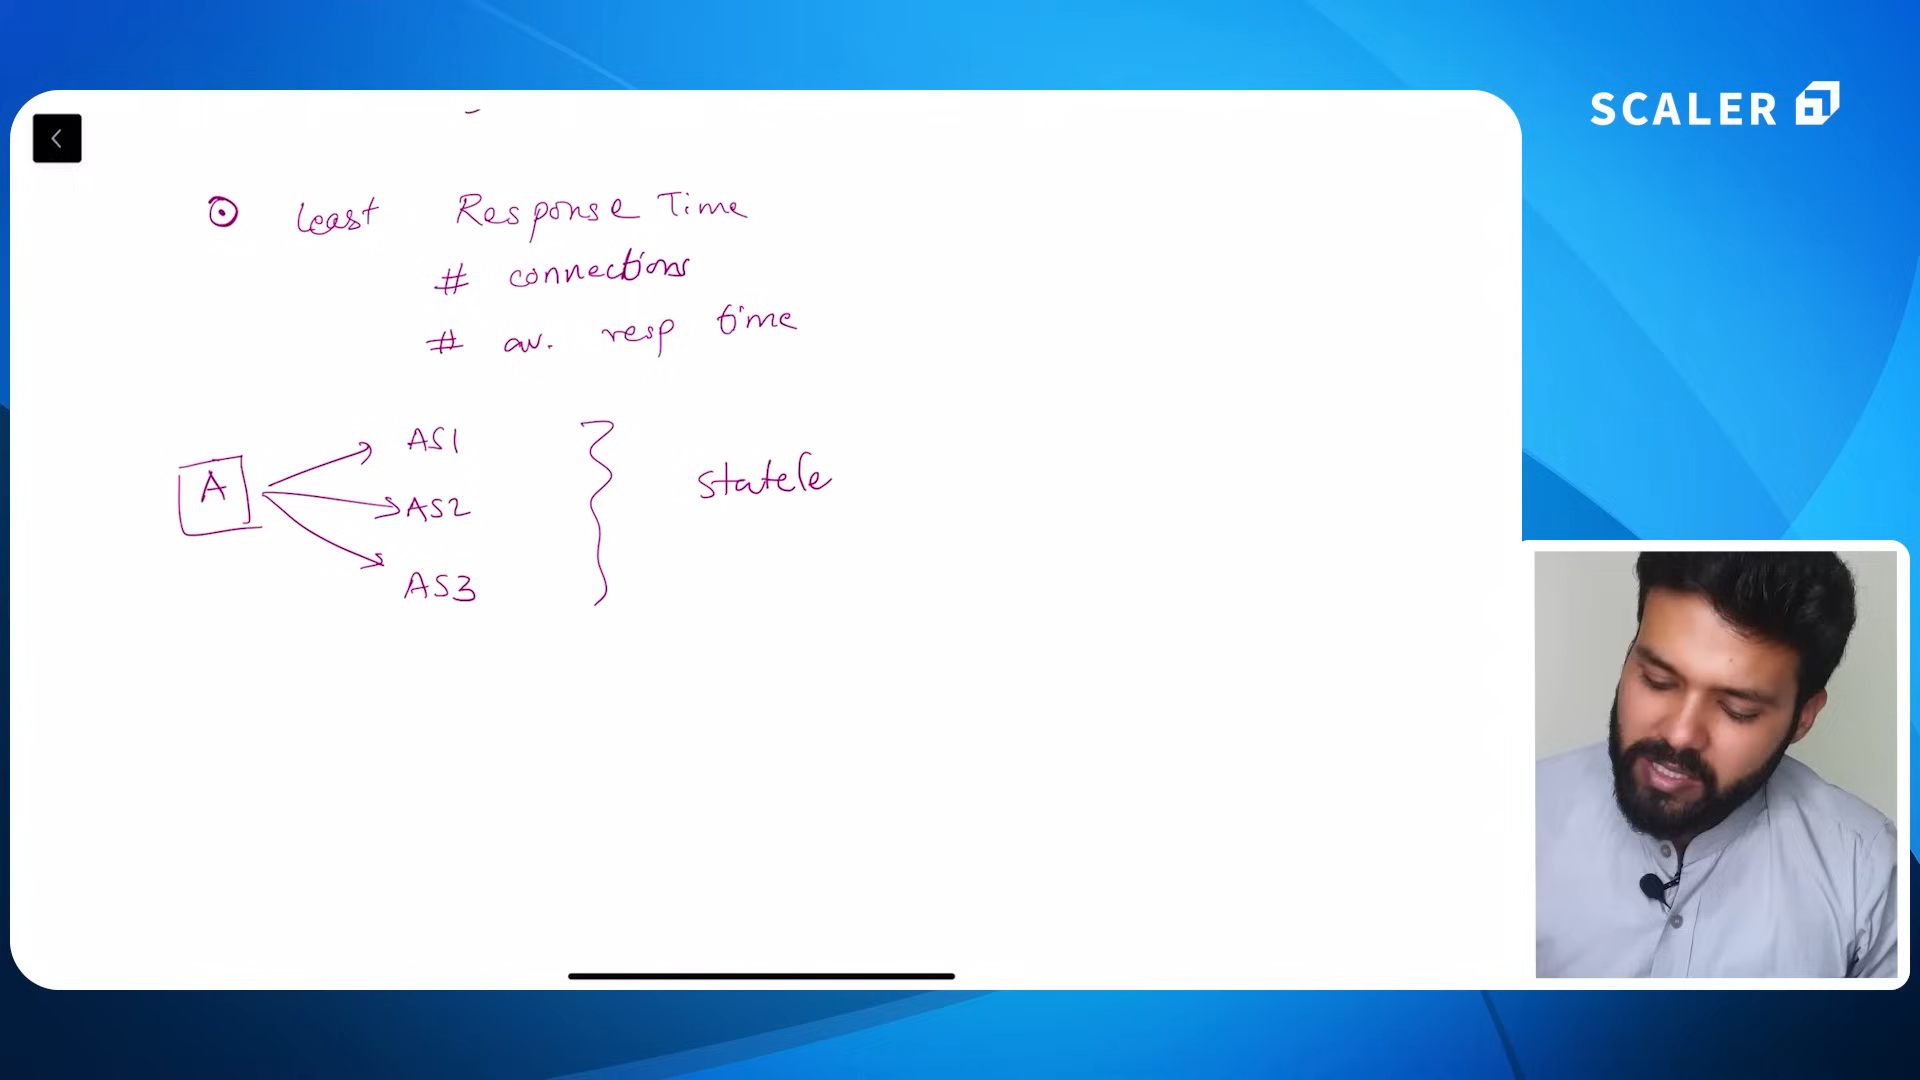 SCALER
Least Response Time
# connections
# av. resp time
A
AS1
AS2
AS3
statele